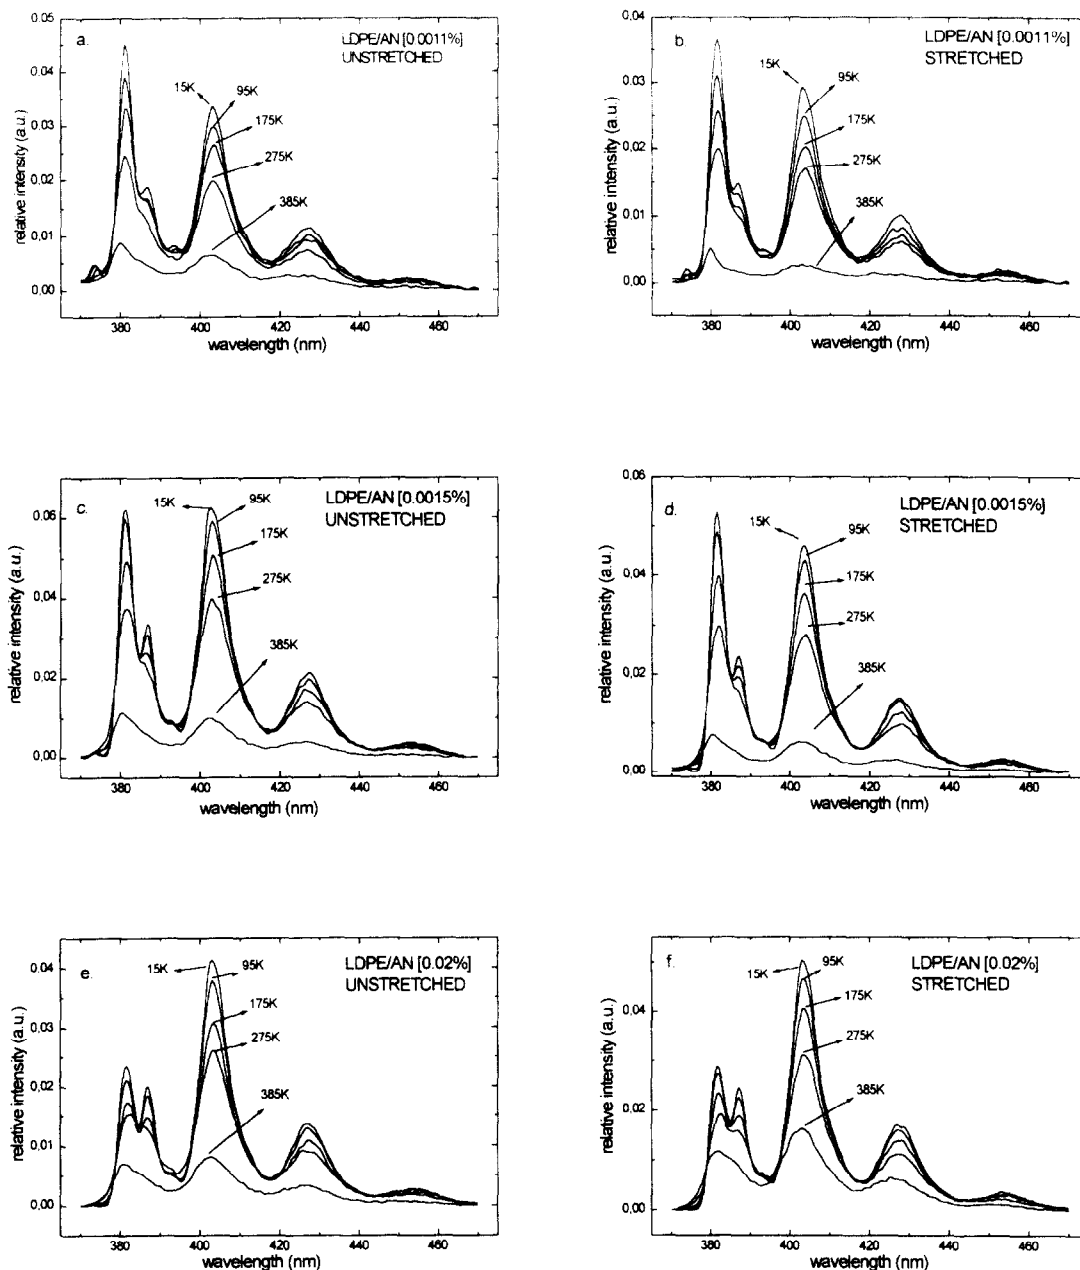 a.
LDPE/AN [0.0011%]
UNSTRETCHED
15K
95K
175K
275K
385K
relative intensity (a.u.)
0,05
0,04
0,03
0,02
0,01
0,00
380
400
420
440
460
wavelength (nm)
b.
LDPE/AN [0.0011%]
STRETCHED
15K
95K
175K
275K
385K
relative intensity (a.u.)
0,04
0,03
0,02
0,01
0,00
380
400
420
440
460
wavelength (nm)
c.
LDPE/AN [0.0015%]
UNSTRETCHED
15K
95K
175K
275K
385K
relative intensity (a.u.)
0,06
0,04
0,02
0,00
380
400
420
440
460
wavelength (nm)
d.
LDPE/AN [0.0015%]
STRETCHED
15K
95K
175K
275K
385K
relative intensity (a.u.)
0,06
0,04
0,02
0,00
380
400
420
440
460
wavelength (nm)
e.
LDPE/AN [0.02%]
UNSTRETCHED
15K
95K
175K
275K
385K
relative intensity (a.u.)
0,04
0,03
0,02
0,01
0,00
380
400
420
440
460
wavelength (nm)
f.
LDPE/AN [0.02%]
STRETCHED
15K
95K
175K
275K
385K
relative intensity (a.u.)
0,04
0,02
0,00
380
400
420
440
460
wavelength (nm)